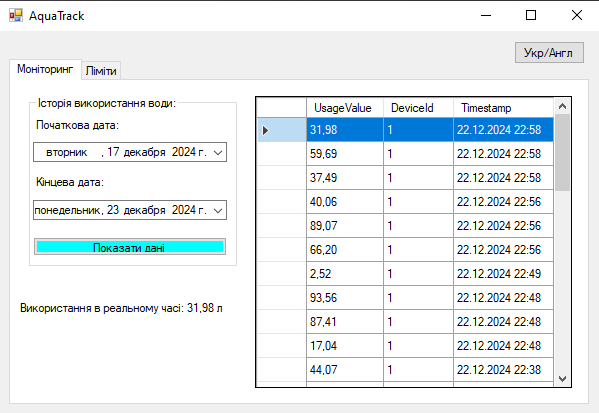 AquaTrack
Укр/Англ
Моніторинг Ліміти
Історія використання води:
Початкова дата:
вторник , 17 декабря 2024 г.
Кінцева дата:
понедельник, 23 декабря 2024 г.
Показати дані
Використання в реальному часі: 31,98 л
UsageValue DeviceId Timestamp
31,98 1 22.12.2024 22:58
59,69 1 22.12.2024 22:58
37,49 1 22.12.2024 22:58
40,06 1 22.12.2024 22:56
89,07 1 22.12.2024 22:56
66,20 1 22.12.2024 22:56
2,52 1 22.12.2024 22:49
93,56 1 22.12.2024 22:48
87,41 1 22.12.2024 22:48
17,04 1 22.12.2024 22:48
44,07 1 22.12.2024 22:38